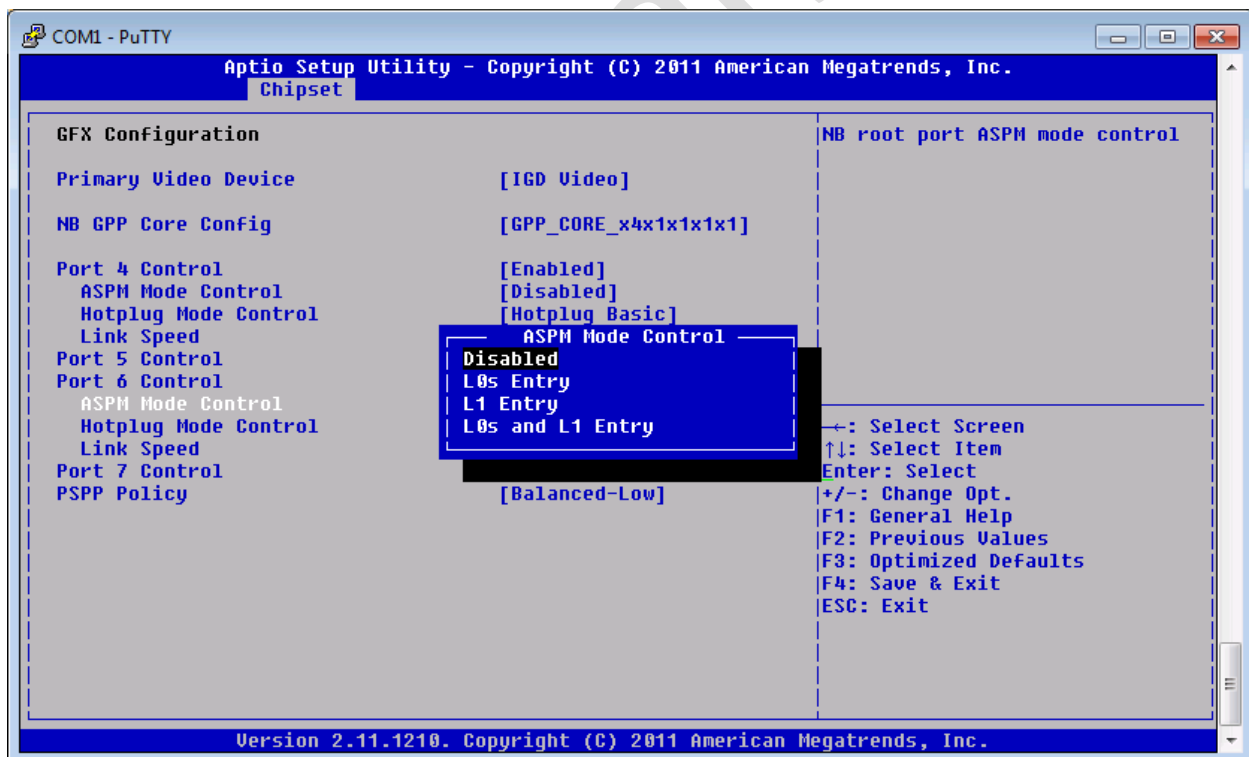 COM1 - PuTTY
Aptio Setup Utility - Copyright (C) 2011 American Megatrends, Inc.
Chipset
GFX Configuration
NB root port ASPM mode control
Primary Video Device [IGD Video]
NB GPP Core Config [GPP_CORE_x4x1x1x1x1]
Port 4 Control [Enabled]
ASPM Mode Control [Disabled]
Hotplug Mode Control [Hotplug Basic]
Link Speed
Port 5 Control
Port 6 Control
ASPM Mode Control
Hotplug Mode Control
Link Speed
Port 7 Control
PSPP Policy [Balanced-Low]
ASPM Mode Control
Disabled
L0s Entry
L1 Entry
L0s and L1 Entry
→←: Select Screen
↑↓: Select Item
Enter: Select
+/-: Change Opt.
F1: General Help
F2: Previous Values
F3: Optimized Defaults
F4: Save & Exit
ESC: Exit
Version 2.11.1210. Copyright (C) 2011 American Megatrends, Inc.